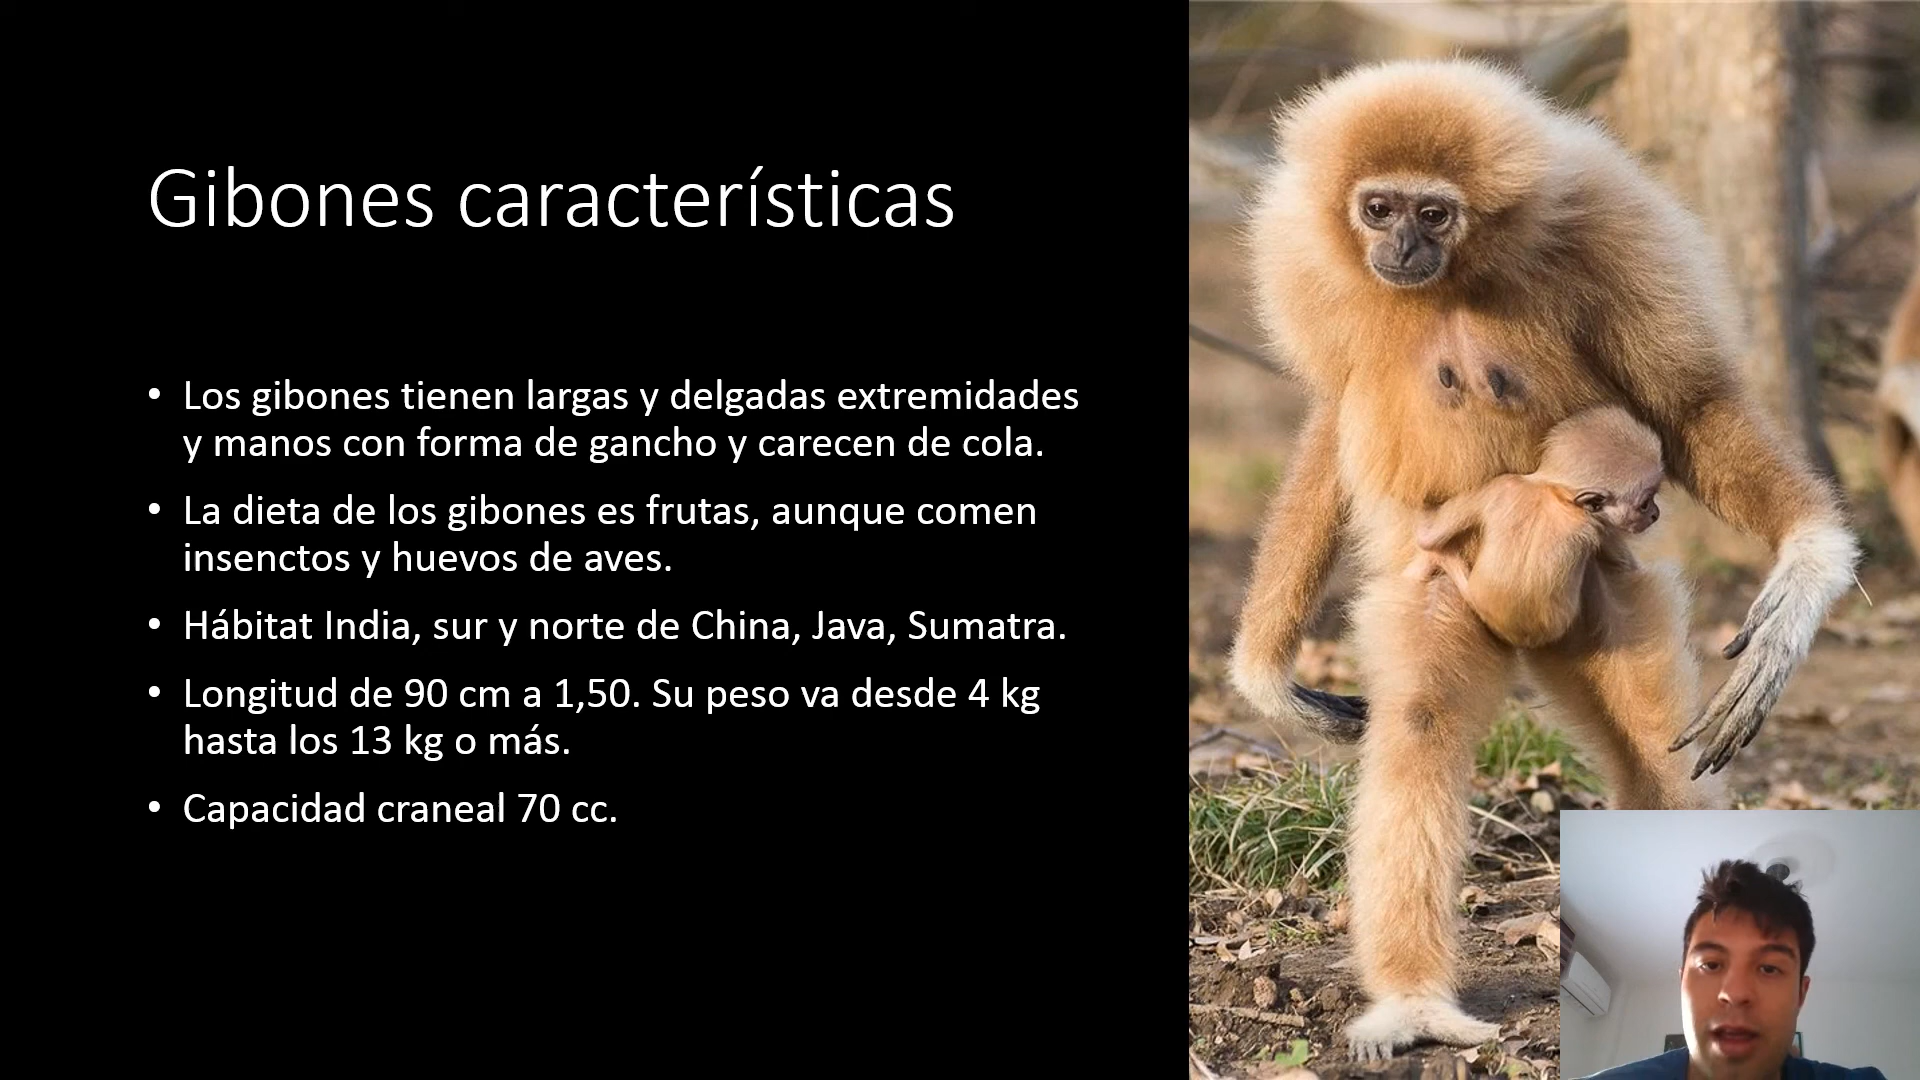 Gibones características
• Los gibones tienen largas y delgadas extremidades
y manos con forma de gancho y carecen de cola.
• La dieta de los gibones es frutas, aunque comen
insenctos y huevos de aves.
• Hábitat India, sur y norte de China, Java, Sumatra.
• Longitud de 90 cm a 1,50. Su peso va desde 4 kg
hasta los 13 kg o más.
• Capacidad craneal 70 cc.